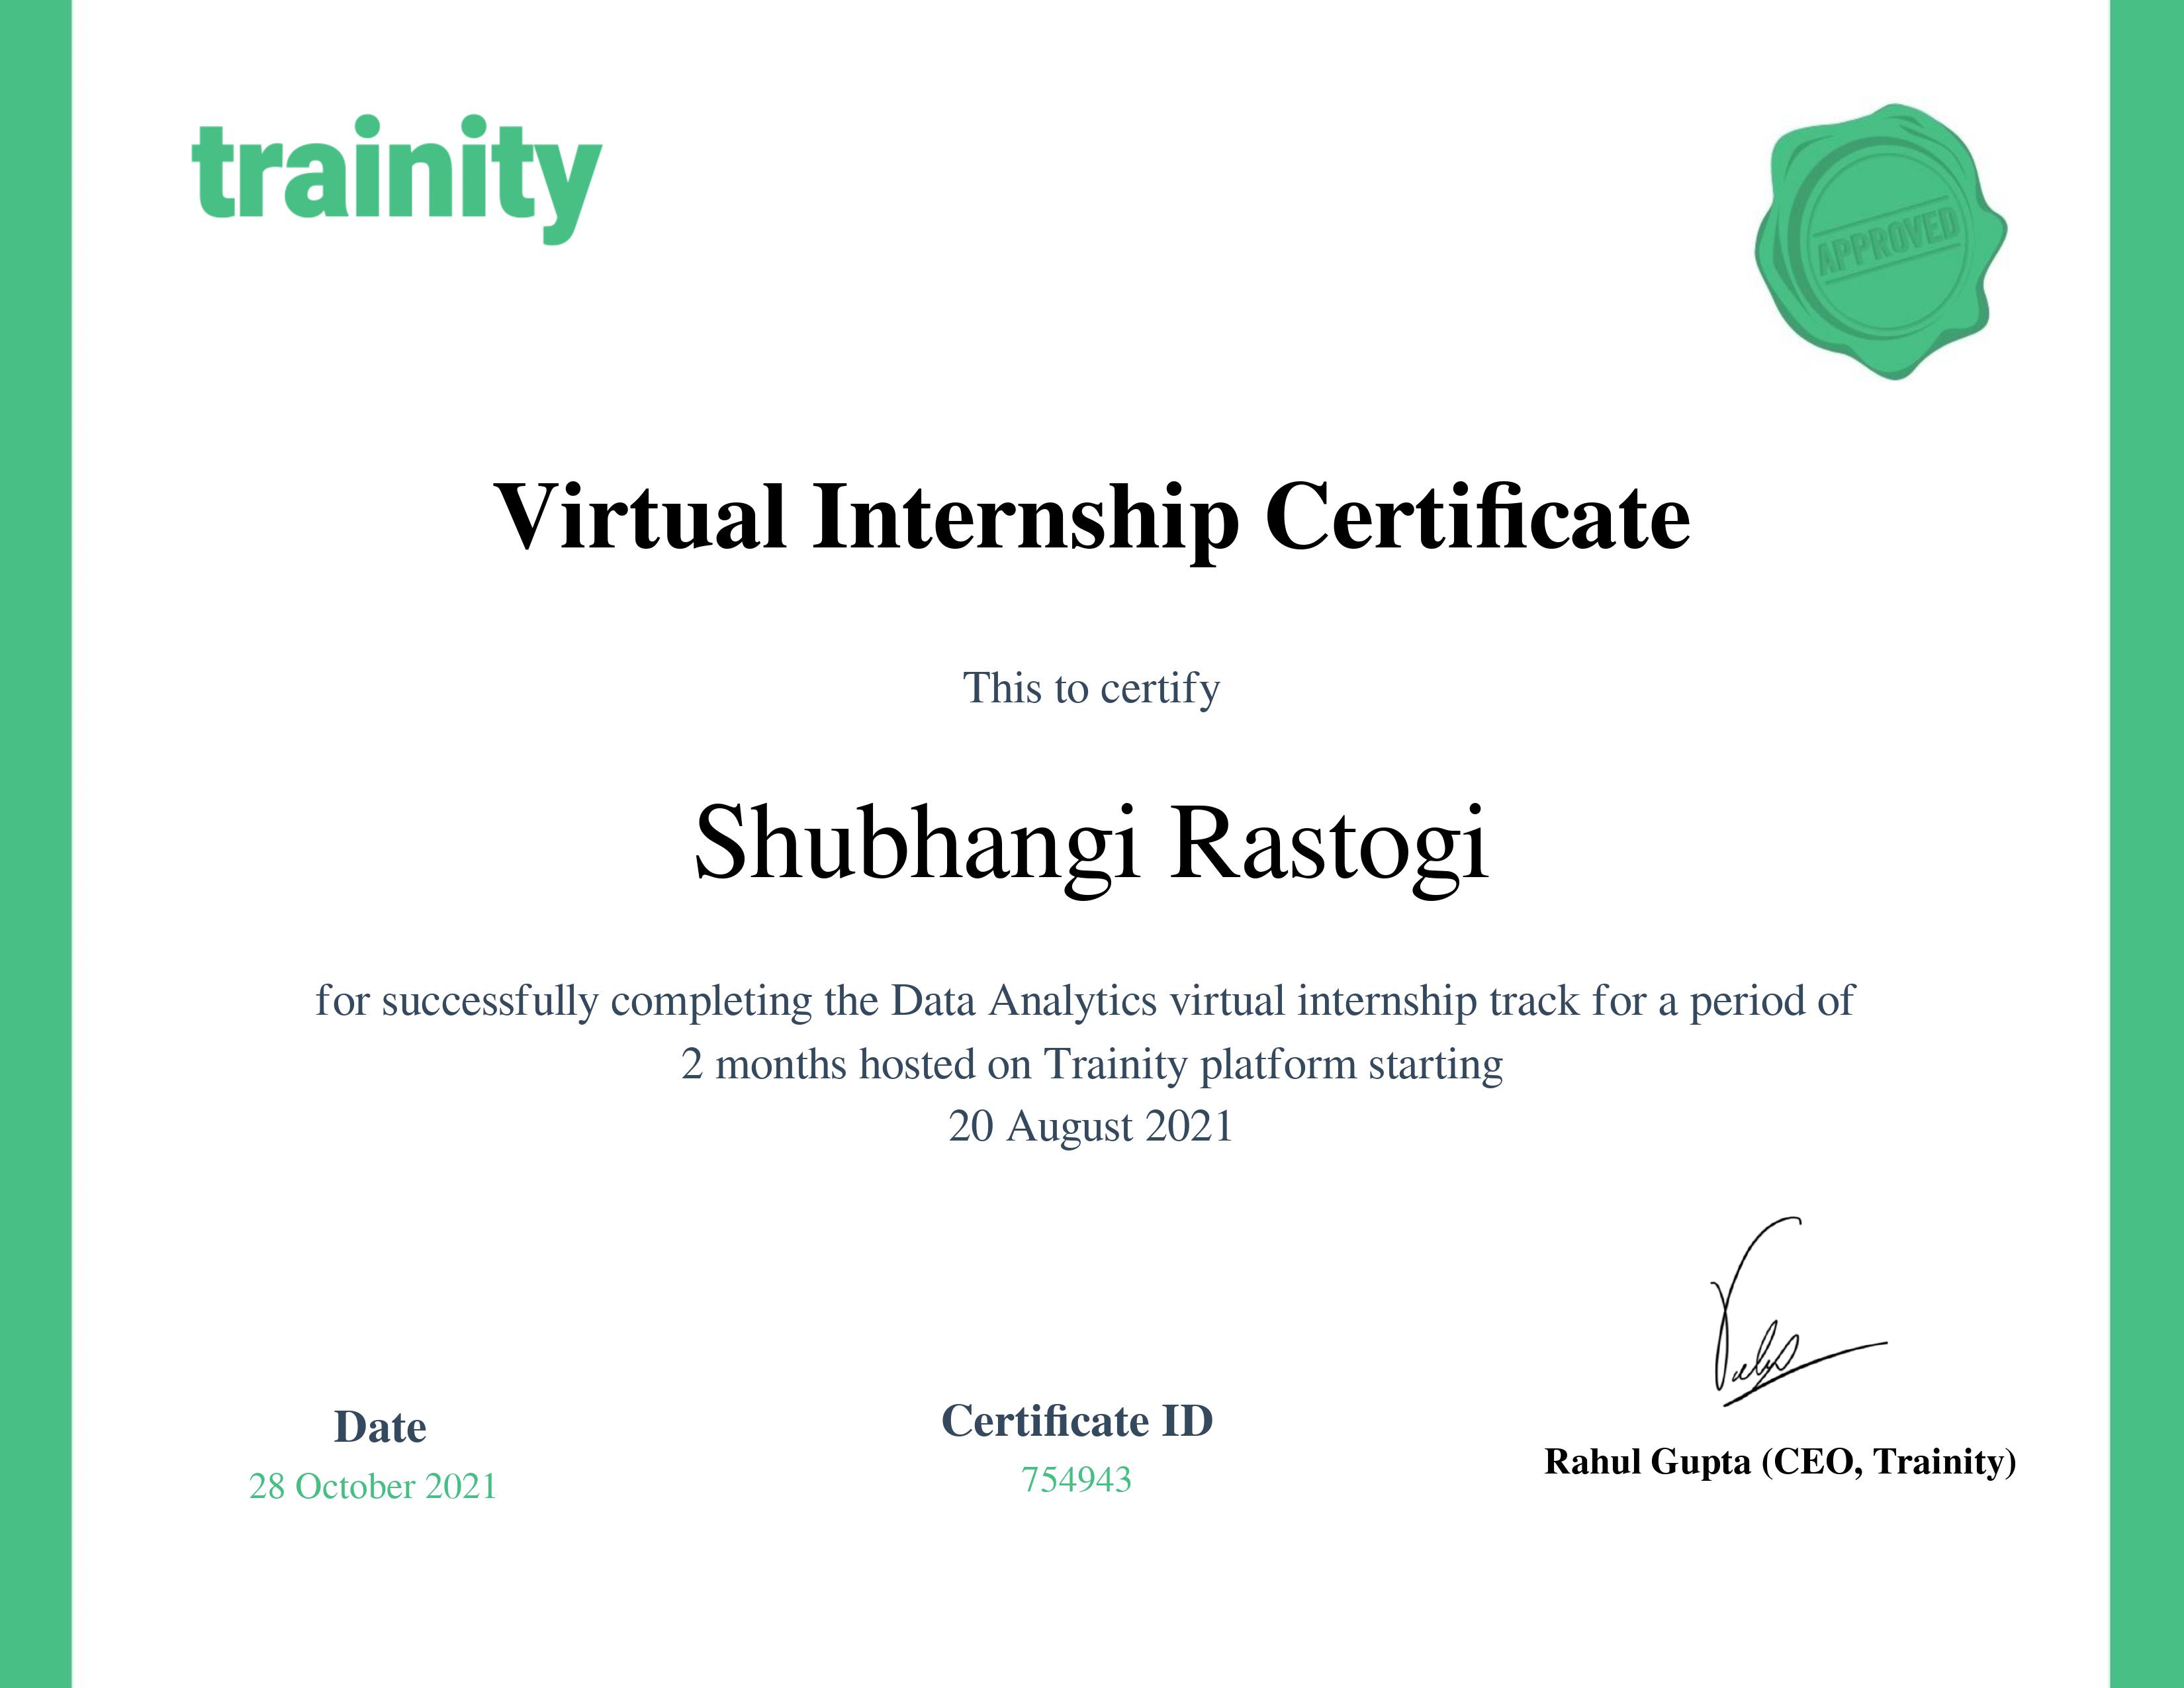 trainity
APPROVED
Virtual Internship Certificate
This to certify
Shubhangi Rastogi
for successfully completing the Data Analytics virtual internship track for a period of
2 months hosted on Trainity platform starting
20 August 2021
Date
28 October 2021
Certificate ID
754943
Rahul Gupta (CEO, Trainity)